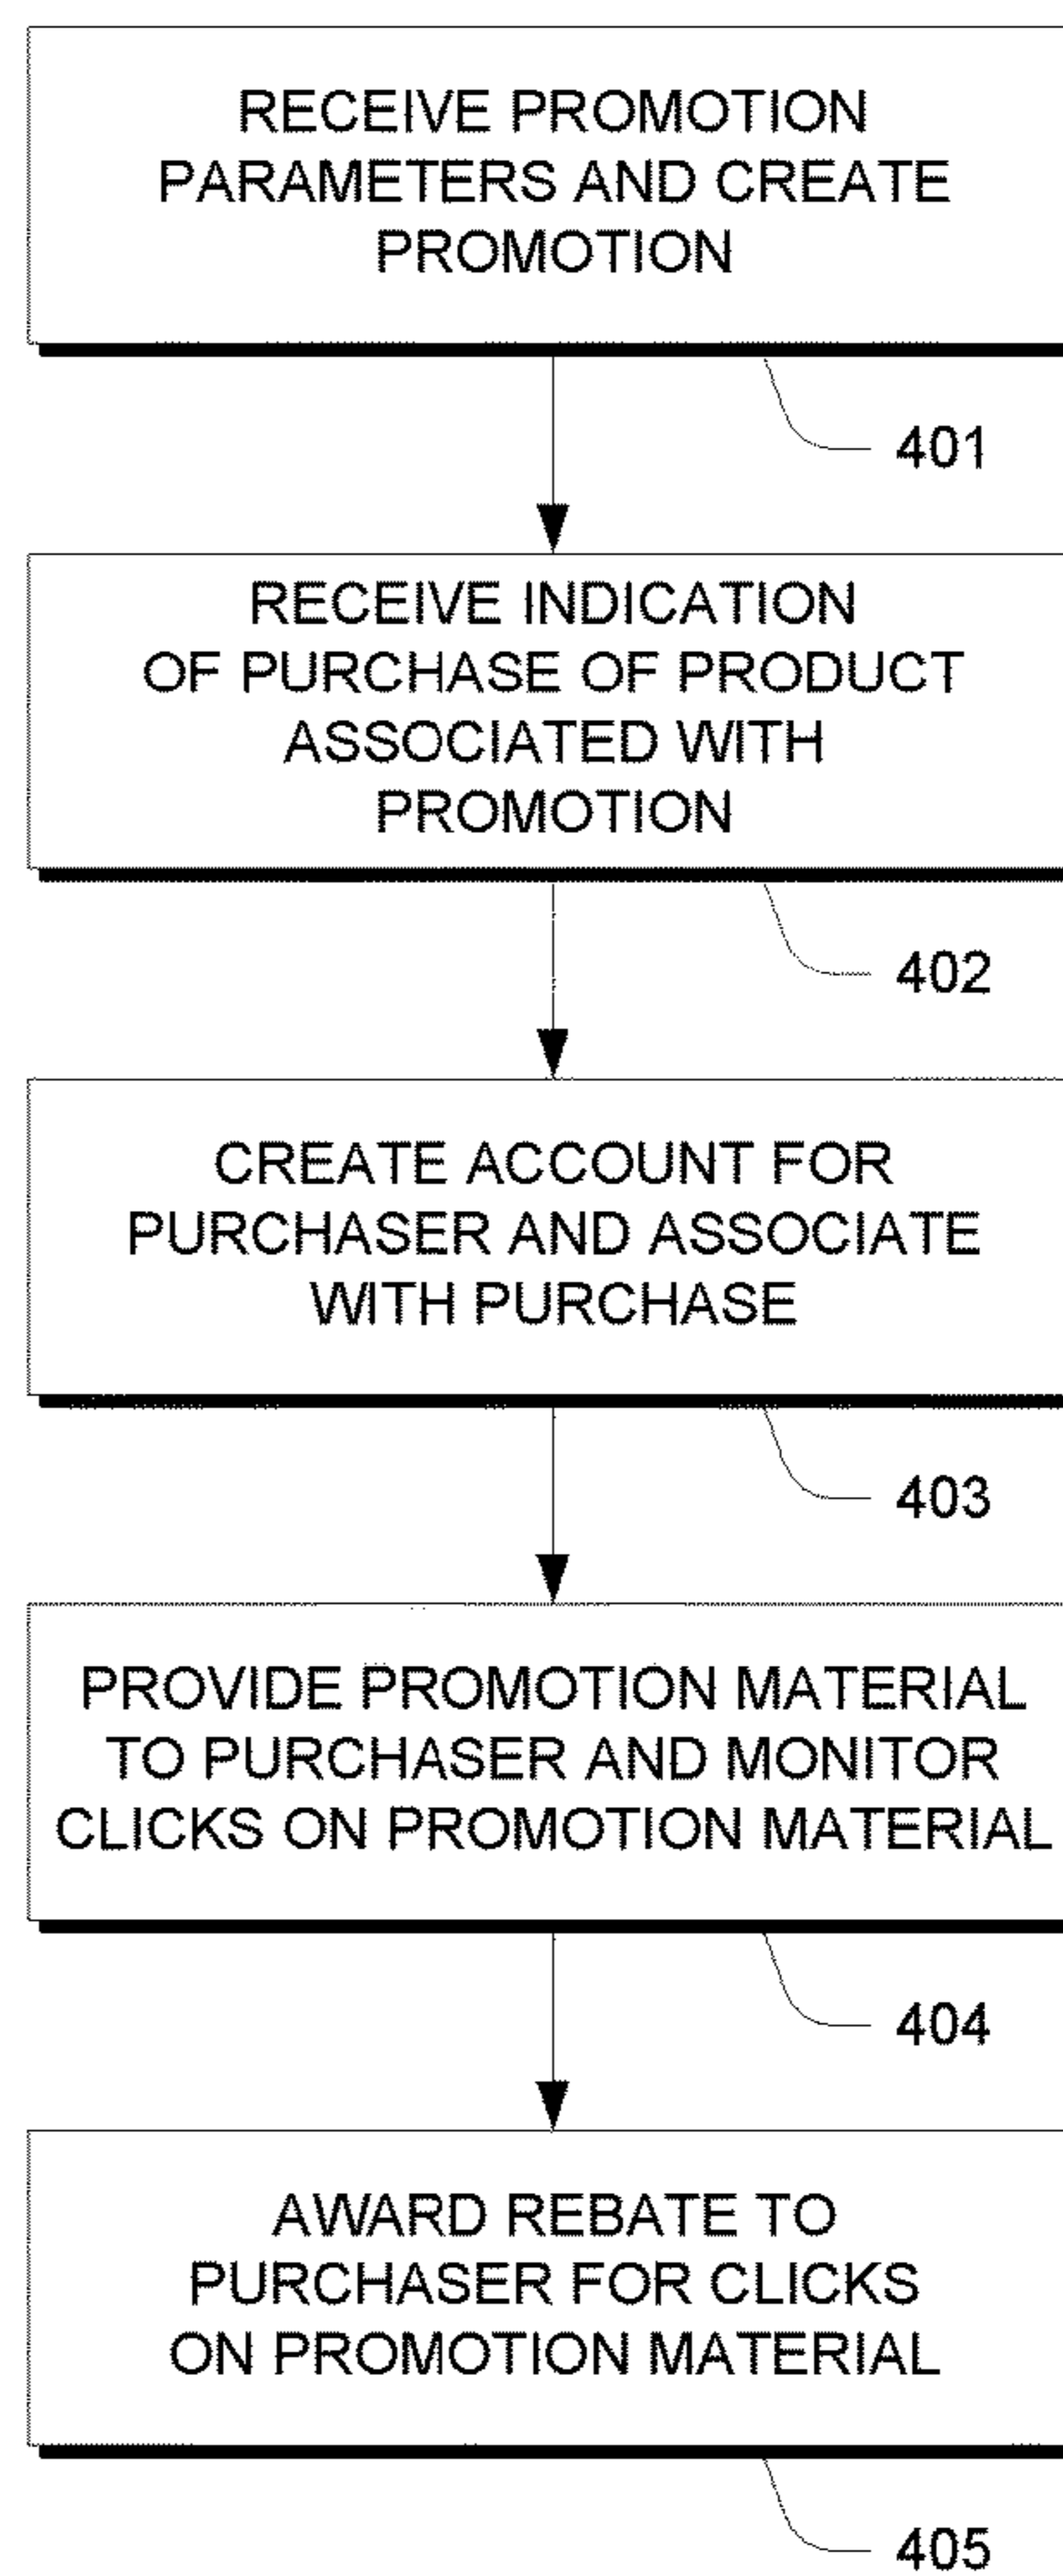 RECEIVE PROMOTION
PARAMETERS AND CREATE
PROMOTION
401
RECEIVE INDICATION
OF PURCHASE OF PRODUCT
ASSOCIATED WITH
PROMOTION
402
CREATE ACCOUNT FOR
PURCHASER AND ASSOCIATE
WITH PURCHASE
403
PROVIDE PROMOTION MATERIAL
TO PURCHASER AND MONITOR
CLICKS ON PROMOTION MATERIAL
404
AWARD REBATE TO
PURCHASER FOR CLICKS
ON PROMOTION MATERIAL
405